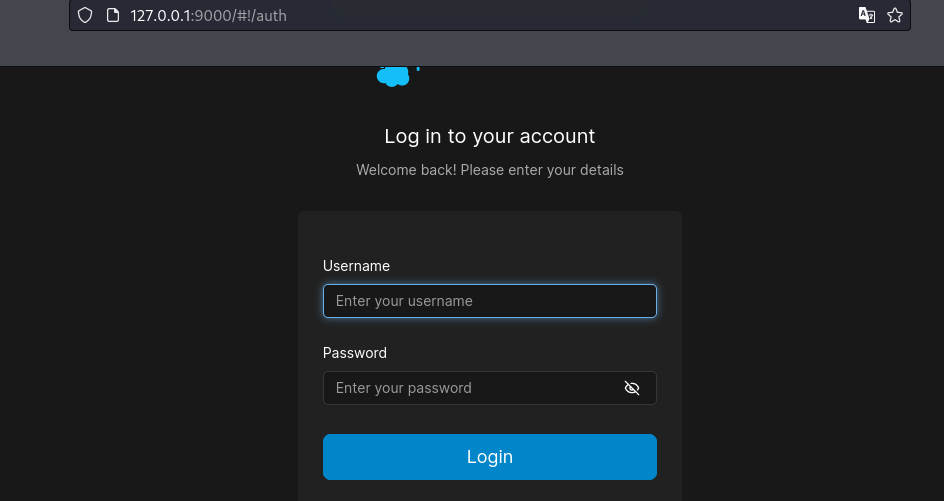 127.0.0.1:9000/#!/auth
Log in to your account
Welcome back! Please enter your details
Username
Enter your username
Password
Enter your password
Login